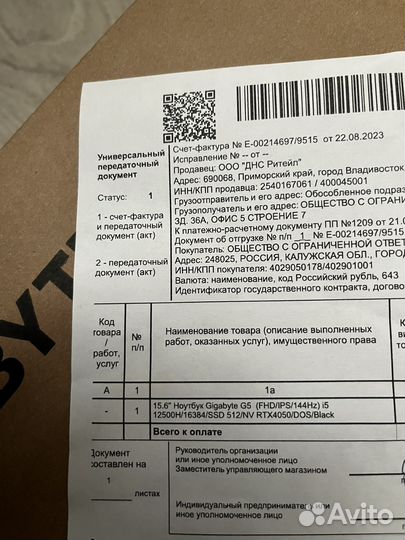 Универсальный
передаточный
документ
Статус: 1
1 - счет-фактура
и передаточный
документ (акт)
2 - передаточный
документ (акт)
Счет-фактура № Е-00214697/9515 от 22.08.2023
Исправление № -- от --
Продавец: ООО "ДНС Ритейл"
Адрес: 690068, Приморский край, город Владивосток
ИНН/КПП продавца: 2540167061 / 400045001
Грузоотправитель и его адрес: Обособленное подраз
Грузополучатель и его адрес: ОБЩЕСТВО С ОГРАНИ
ЗД. 36А, ОФИС 5 СТРОЕНИЕ 7
К платежно-расчетному документу ПП №1209 от 21.0
Документ об отгрузке № п/п 1 № Е-00214697/9515
Покупатель: ОБЩЕСТВО С ОГРАНИЧЕННОЙ ОТВЕТ
Адрес: 248025, РОССИЯ, КАЛУЖСКАЯ ОБЛ., ГОРОД
ИНН/КПП покупателя: 4029050178/402901001
Валюта: наименование, код Российский рубль, 643
Идентификатор государственного контракта, догово
Код
товара
/
работ,
услуг
№
п/п
Наименование товара (описание выполненных
работ, оказанных услуг), имущественного права
А 1 1а
- 1 15.6" Ноутбук Gigabyte G5 (FHD/IPS/144Hz) i5
12500H/16384/SSD 512/NV RTX4050/DOS/Black
Всего к оплате
Документ
составлен на
1
листах
Руководитель организации
или иное уполномоченное лицо
Заместитель управляющего магазином
Индивидуальный предприниматель или
иное уполномоченное лицо
BYTE
Avito